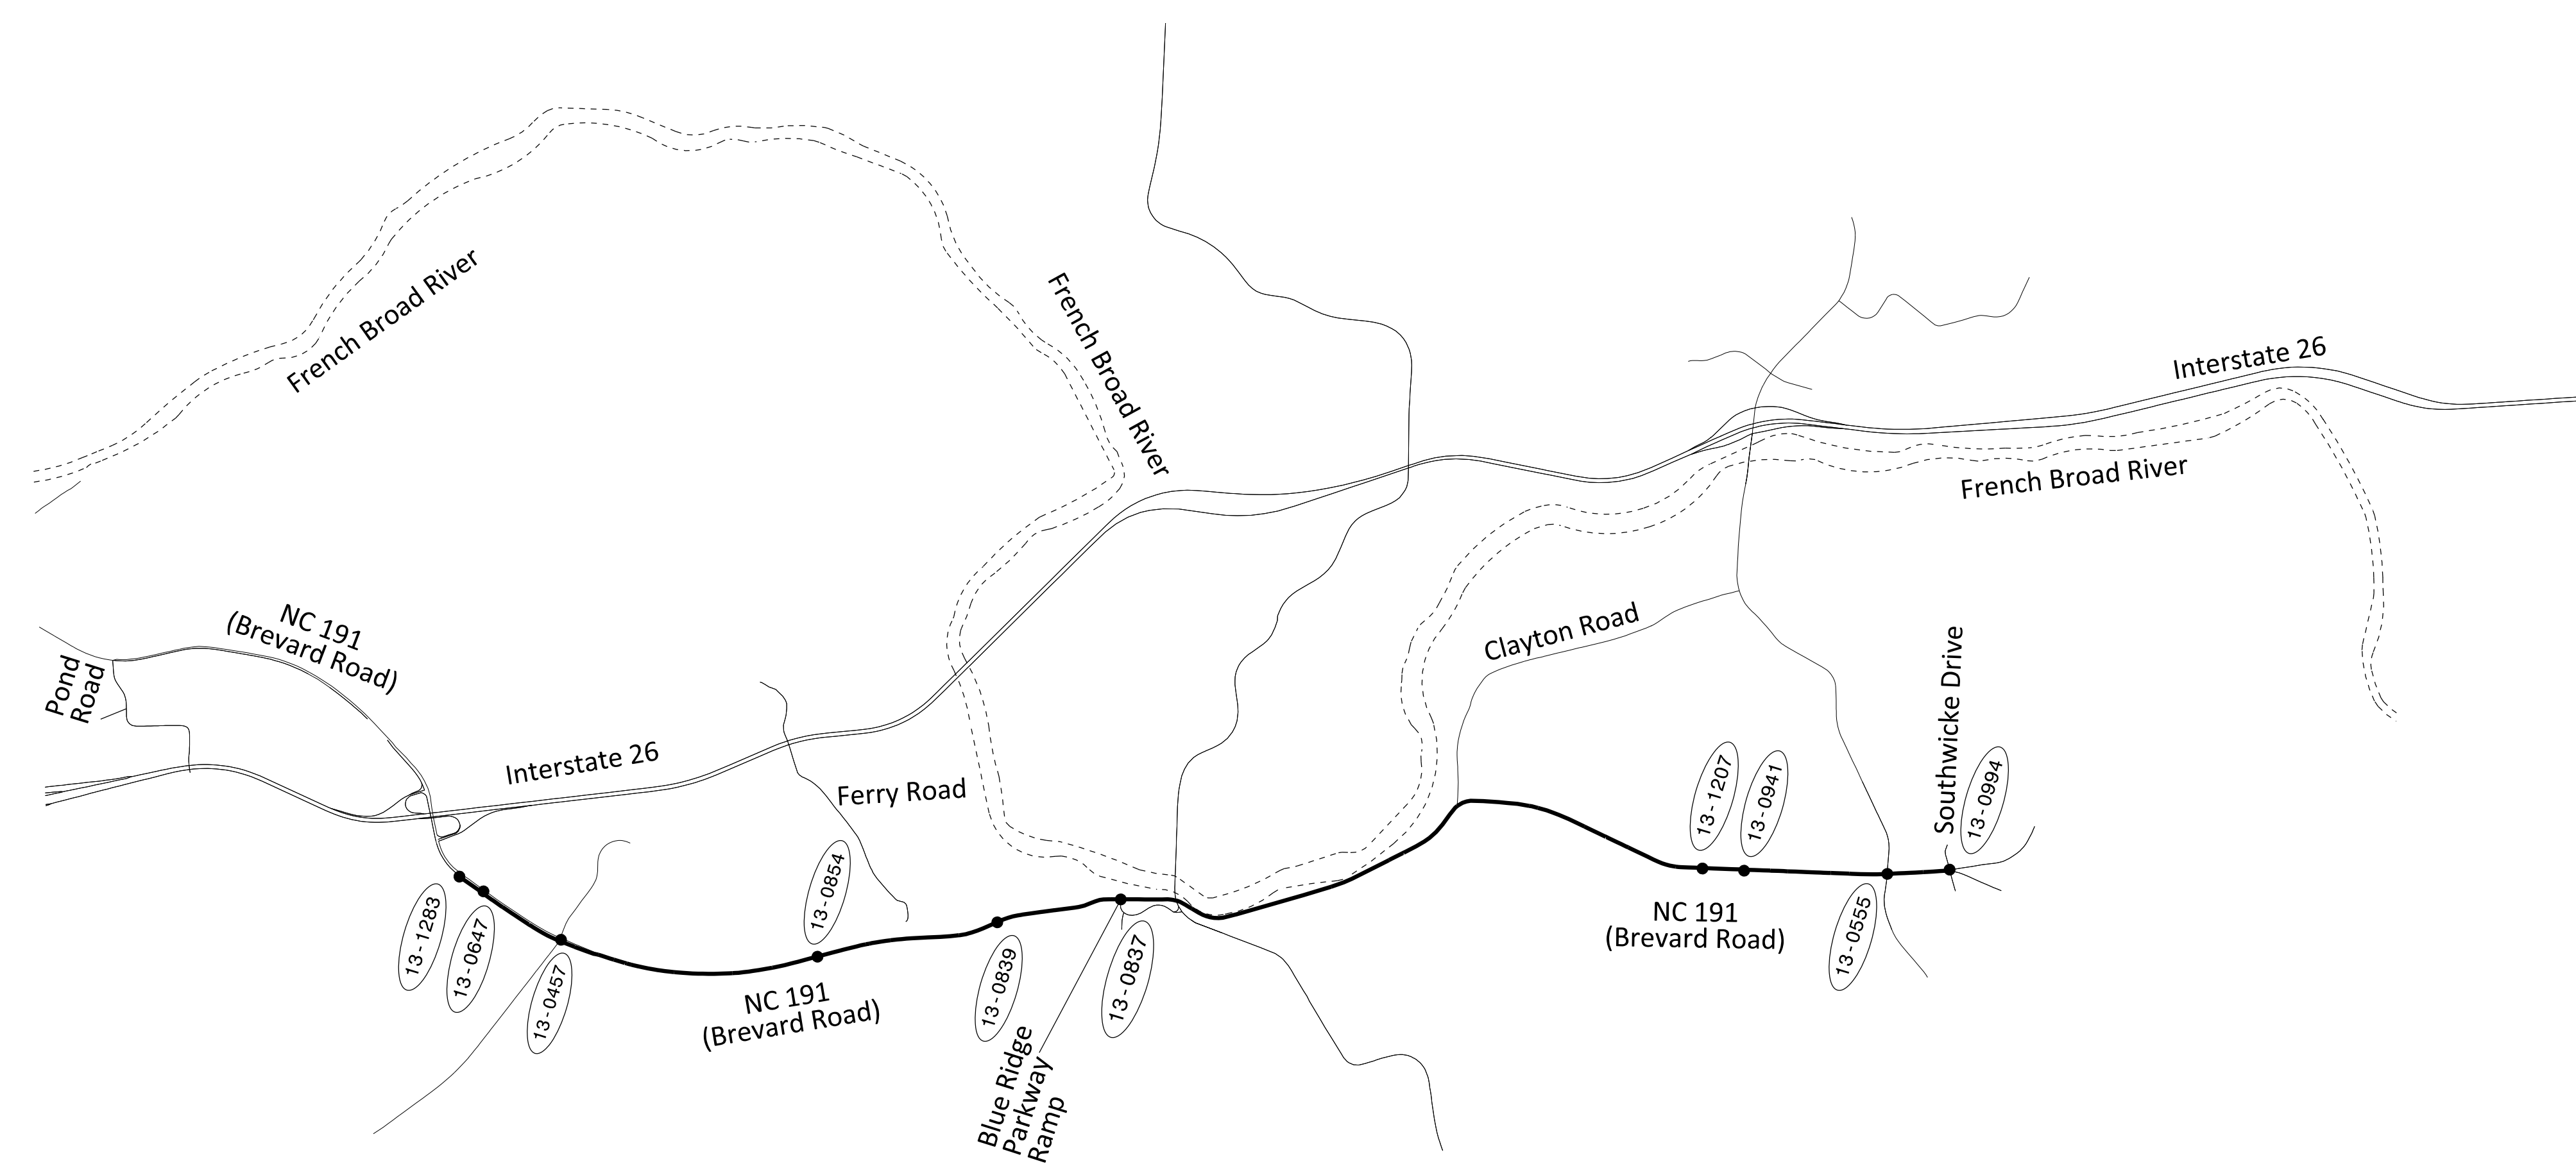 French Broad River
French Broad River
Interstate 26
French Broad River
NC 191
(Brevard Road)
Pond
Road
Clayton Road
Southwicke Drive
Interstate 26
Ferry Road
13-1207
13-0941
13-0994
13-0854
13-1283
13-0647
13-0457
NC 191
(Brevard Road)
13-0839
13-0837
Blue Ridge
Parkway
Ramp
NC 191
(Brevard Road)
13-0555